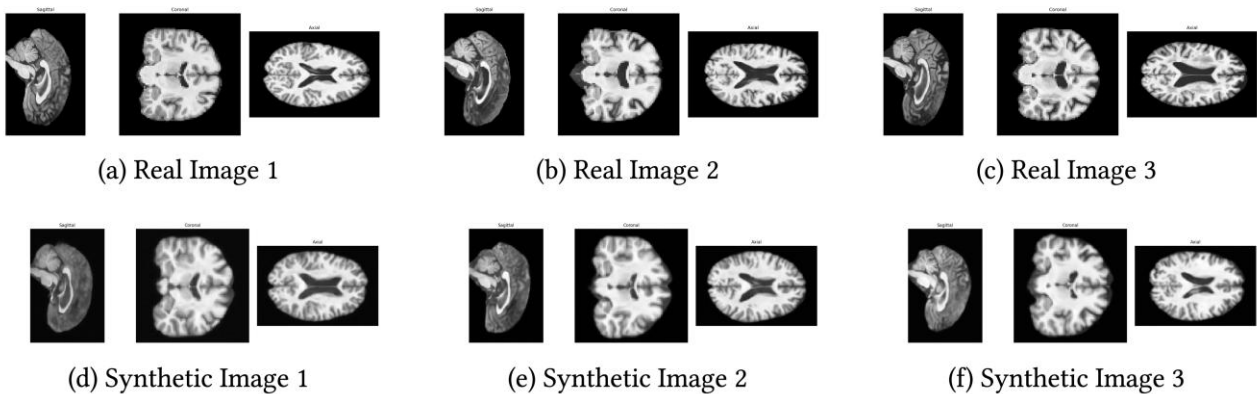 Sagittal Coronal Axial Sagittal Coronal Axial Sagittal Coronal Axial
(a) Real Image 1 (b) Real Image 2 (c) Real Image 3
Sagittal Coronal Axial Sagittal Coronal Axial Sagittal Coronal Axial
(d) Synthetic Image 1 (e) Synthetic Image 2 (f) Synthetic Image 3